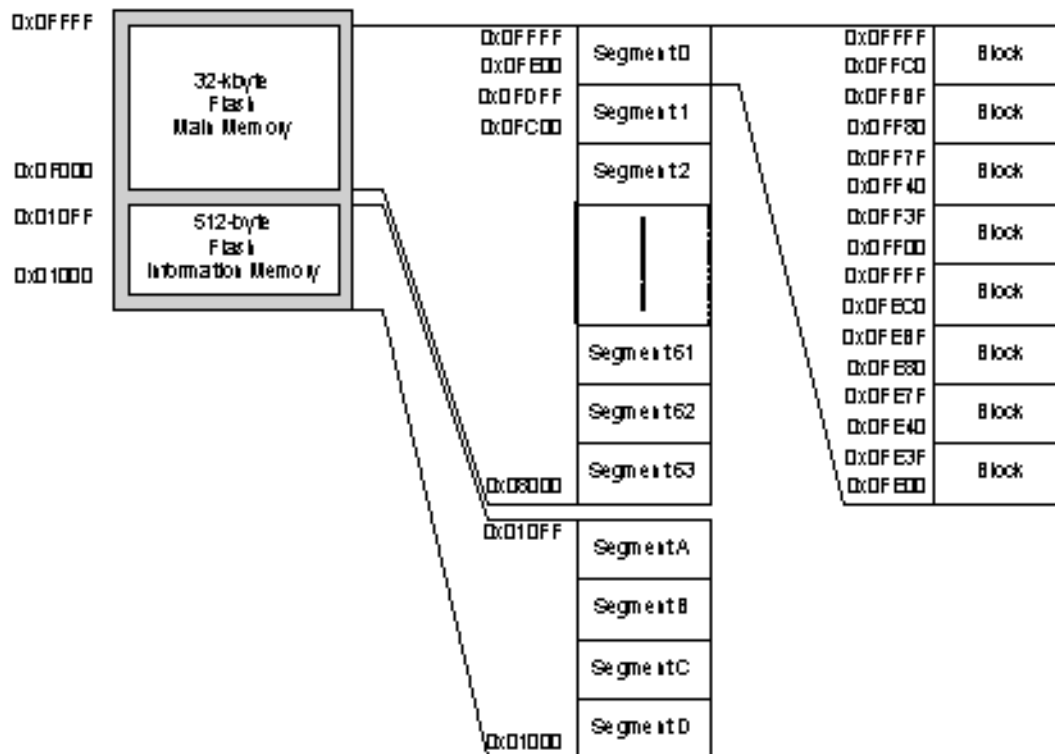 0x0FFFF
32-kbyte
Flash
Main Memory
0x0F000
0x010FF
512-byte
Flash
Information Memory
0x01000
0x0FFFF
0x0FE00
0x0FDFF
0x0FC00
Segment0
Segment1
Segment2
Segment61
Segment62
Segment63
0x08000
0x010FF
SegmentA
SegmentB
SegmentC
SegmentD
0x01000
0x0FFFF
0x0FFC0
0x0FFBF
0x0FF80
0x0FF7F
0x0FF40
0x0FF3F
0x0FF00
0x0FFFF
0x0FEC0
0x0FEBF
0x0FE80
0x0FE7F
0x0FE40
0x0FE3F
0x0FE00
Block
Block
Block
Block
Block
Block
Block
Block